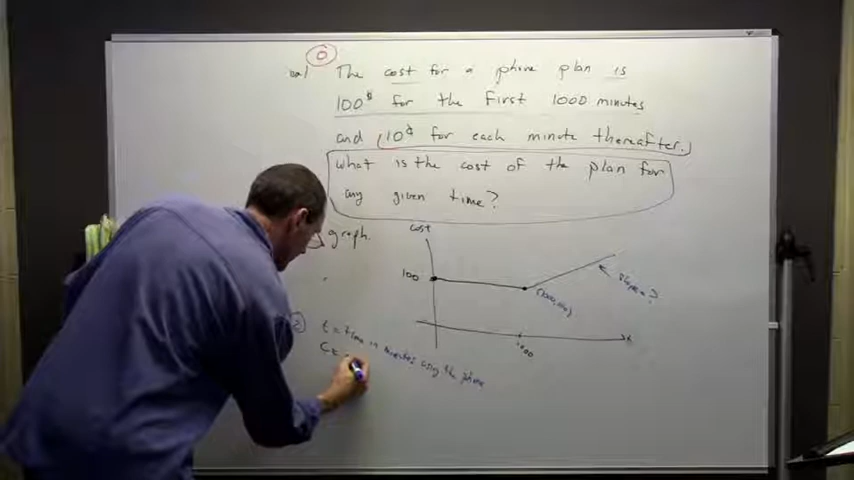 0
The cost for a phone plan is
100$ for the first 1000 minutes
and (10¢ for each minute thereafter.)
what is the cost of the plan for
any given time?
graph.
cost
100
(1000,100)
slope = ?
1000
t
2
t = time in minutes using the phone
C